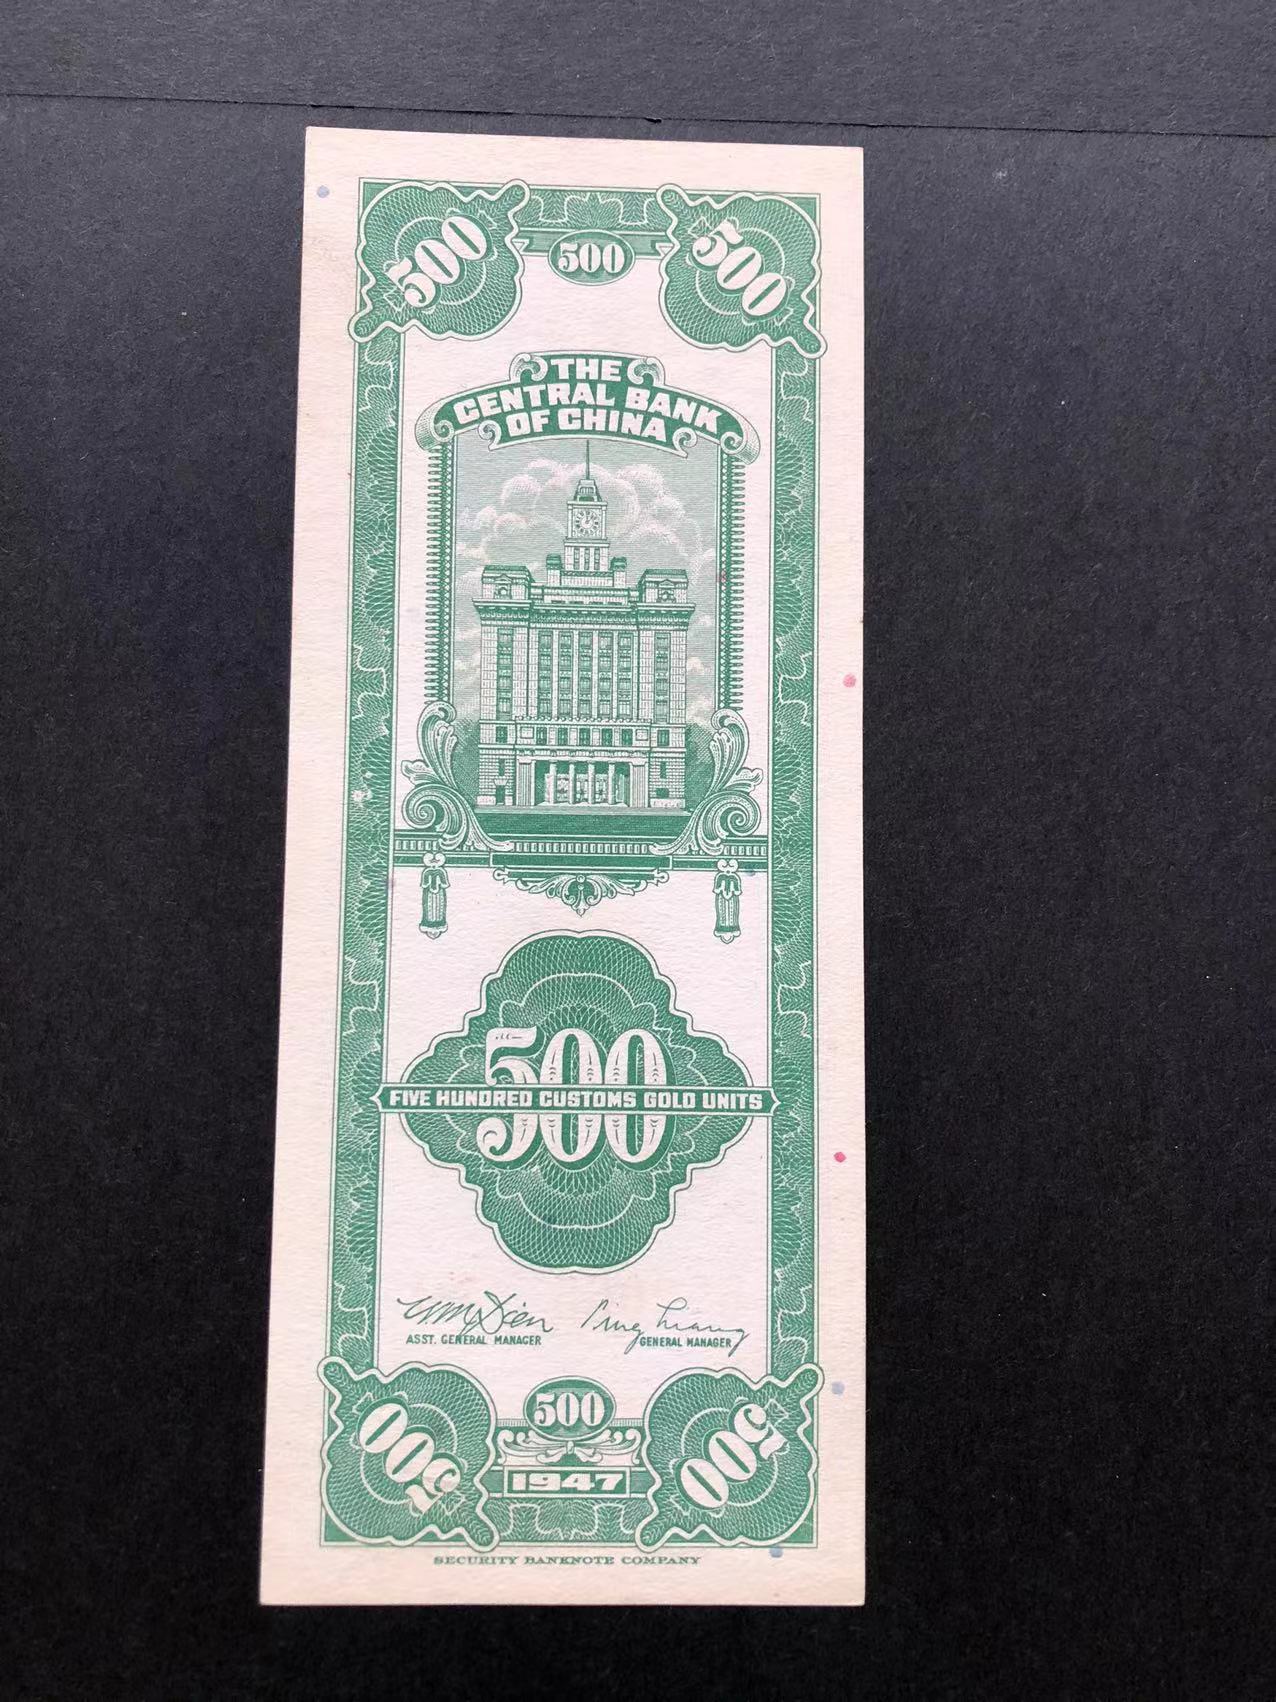 500 500 500
THE
CENTRAL BANK
OF CHINA
500
FIVE HUNDRED CUSTOMS GOLD UNITS
ASST. GENERAL MANAGER GENERAL MANAGER
500 500 500
1947
SECURITY BANKNOTE COMPANY